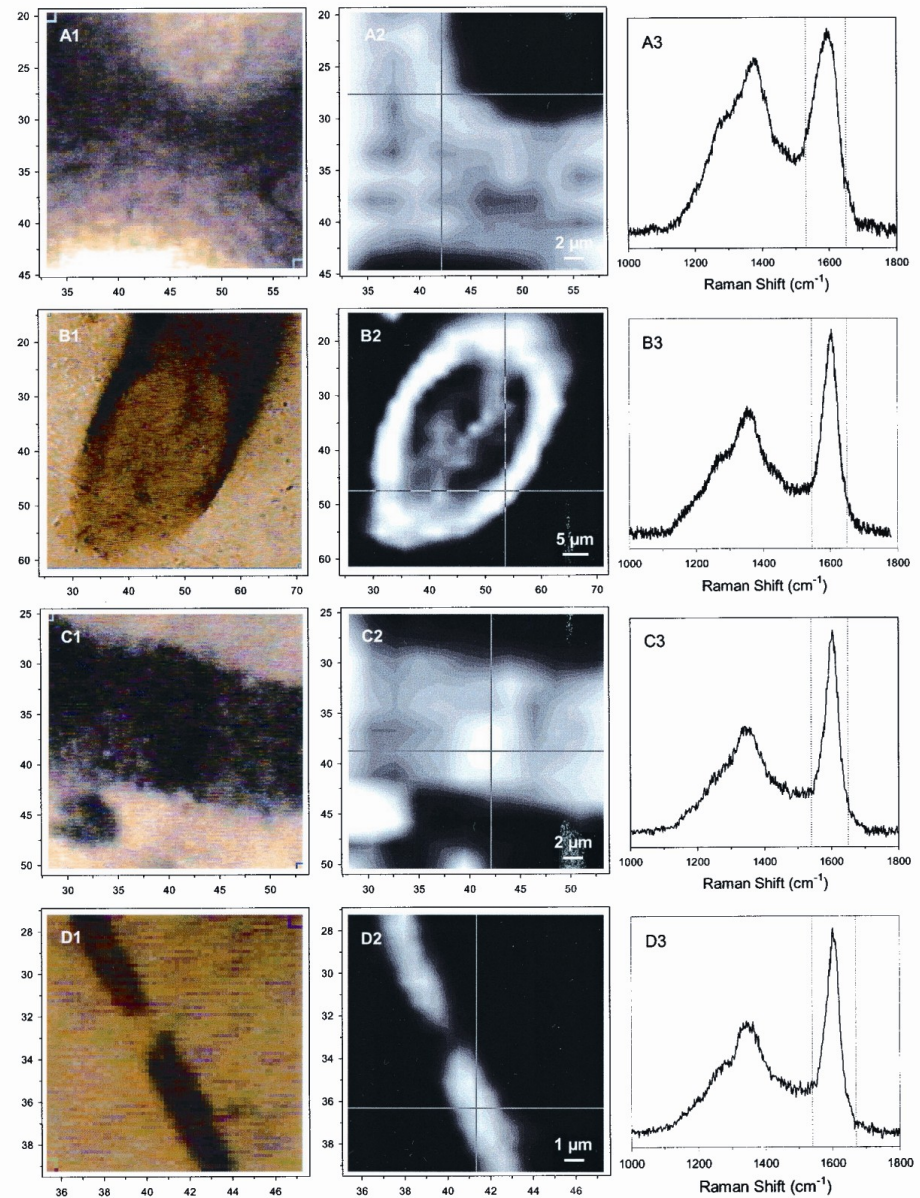 A1
20
25
30
35
40
45
35 40 45 50 55
A2
20
25
30
35
40
45
2 µm
35 40 45 50 55
A3
1000 1200 1400 1600 1800
Raman Shift (cm-1)
B1
20
30
40
50
60
30 40 50 60 70
B2
20
30
40
50
60
5 µm
30 40 50 60 70
B3
1000 1200 1400 1600 1800
Raman Shift (cm-1)
C1
25
30
35
40
45
50
30 35 40 45 50
C2
25
30
35
40
45
50
2 µm
30 35 40 45 50
C3
1000 1200 1400 1600 1800
Raman Shift (cm-1)
D1
28
30
32
34
36
38
36 38 40 42 44 46
D2
28
30
32
34
36
38
1 µm
36 38 40 42 44 46
D3
1000 1200 1400 1600 1800
Raman Shift (cm-1)